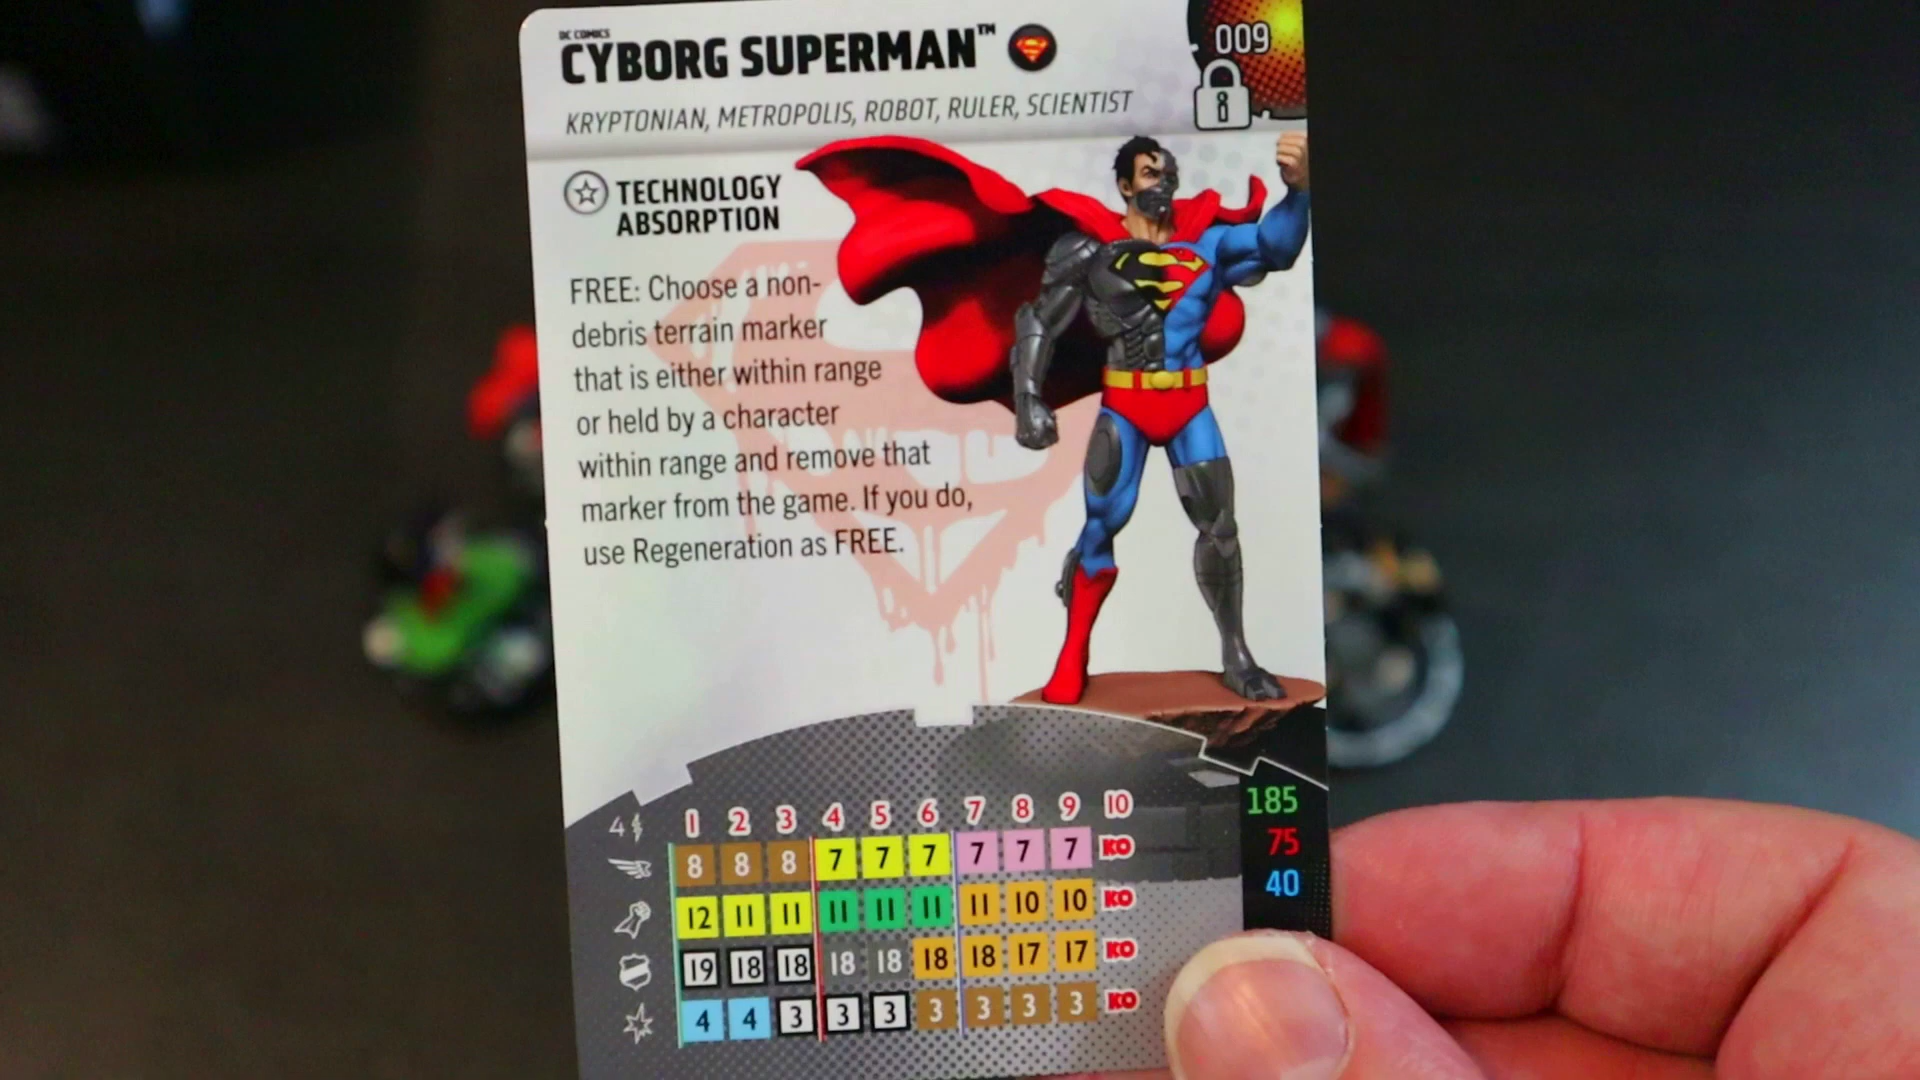 DC COMICS
CYBORG SUPERMAN™
009
KRYPTONIAN, METROPOLIS, ROBOT, RULER, SCIENTIST
TECHNOLOGY
ABSORPTION
FREE: Choose a non-
debris terrain marker
that is either within range
or held by a character
within range and remove that
marker from the game. If you do,
use Regeneration as FREE.
4 1 2 3 4 5 6 7 8 9 10
8 8 8 7 7 7 7 7 7 KO
12 11 11 11 11 11 11 10 10 KO
19 18 18 18 18 18 18 17 17 KO
4 4 3 3 3 3 3 3 3 KO
185
75
40